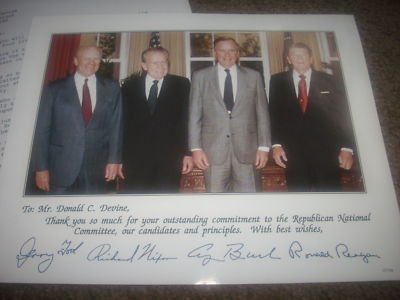 To: Mr. Donald C. Devine,
Thank you so much for your outstanding commitment to the Republican National
Committee, our candidates and principles. With best wishes,
Jerry Ford Richard Nixon G Bush Ronald Reagan